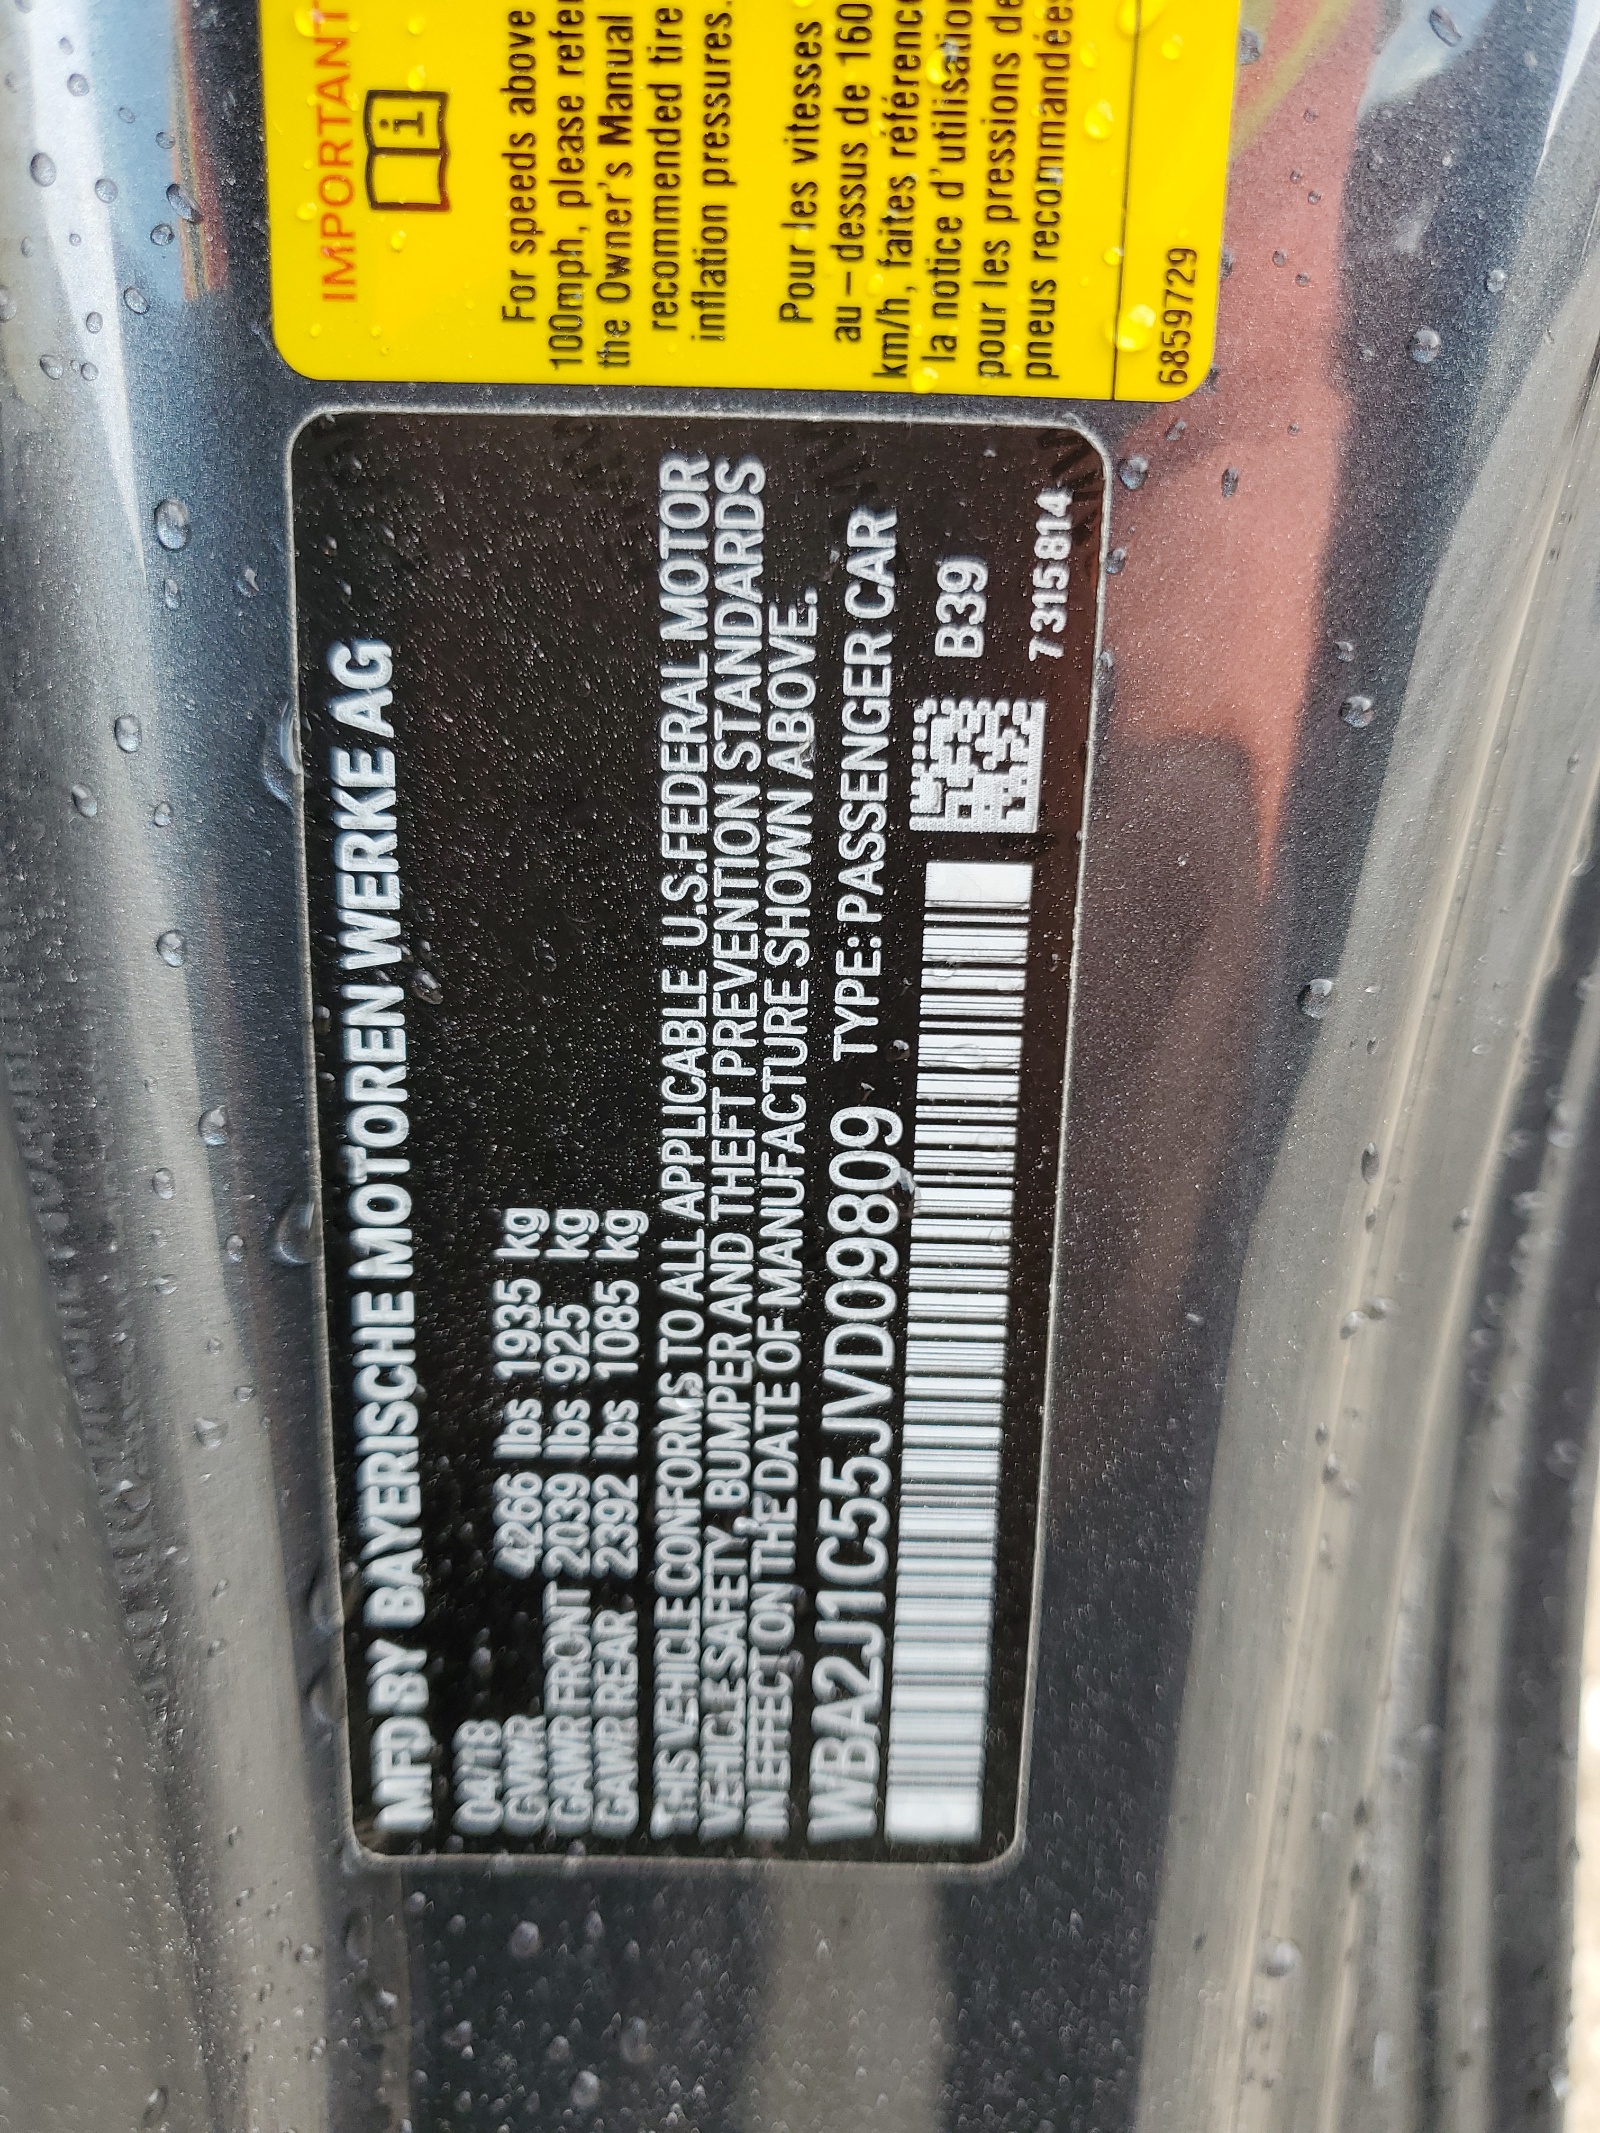 MFD BY BAYERISCHE MOTOREN WERKE AG
04/18
GVWR 4266 lbs 1935 kg
GAWR FRONT 2039 lbs 925 kg
GAWR REAR 2392 lbs 1085 kg
THIS VEHICLE CONFORMS TO ALL APPLICABLE U.S.FEDERAL MOTOR
VEHICLE SAFETY, BUMPER AND THEFT PREVENTION STANDARDS
IN EFFECT ON THE DATE OF MANUFACTURE SHOWN ABOVE.
WBA2J1C55JVD09809 TYPE: PASSENGER CAR
B39
7 315 814
IMPORTANT
i
For speeds above
100mph, please refer
the Owner's Manual
recommended tire
inflation pressures.
Pour les vitesses
au-dessus de 160
km/h, faites référence
la notice d'utilisation
pour les pressions de
pneus recommandées
6859729